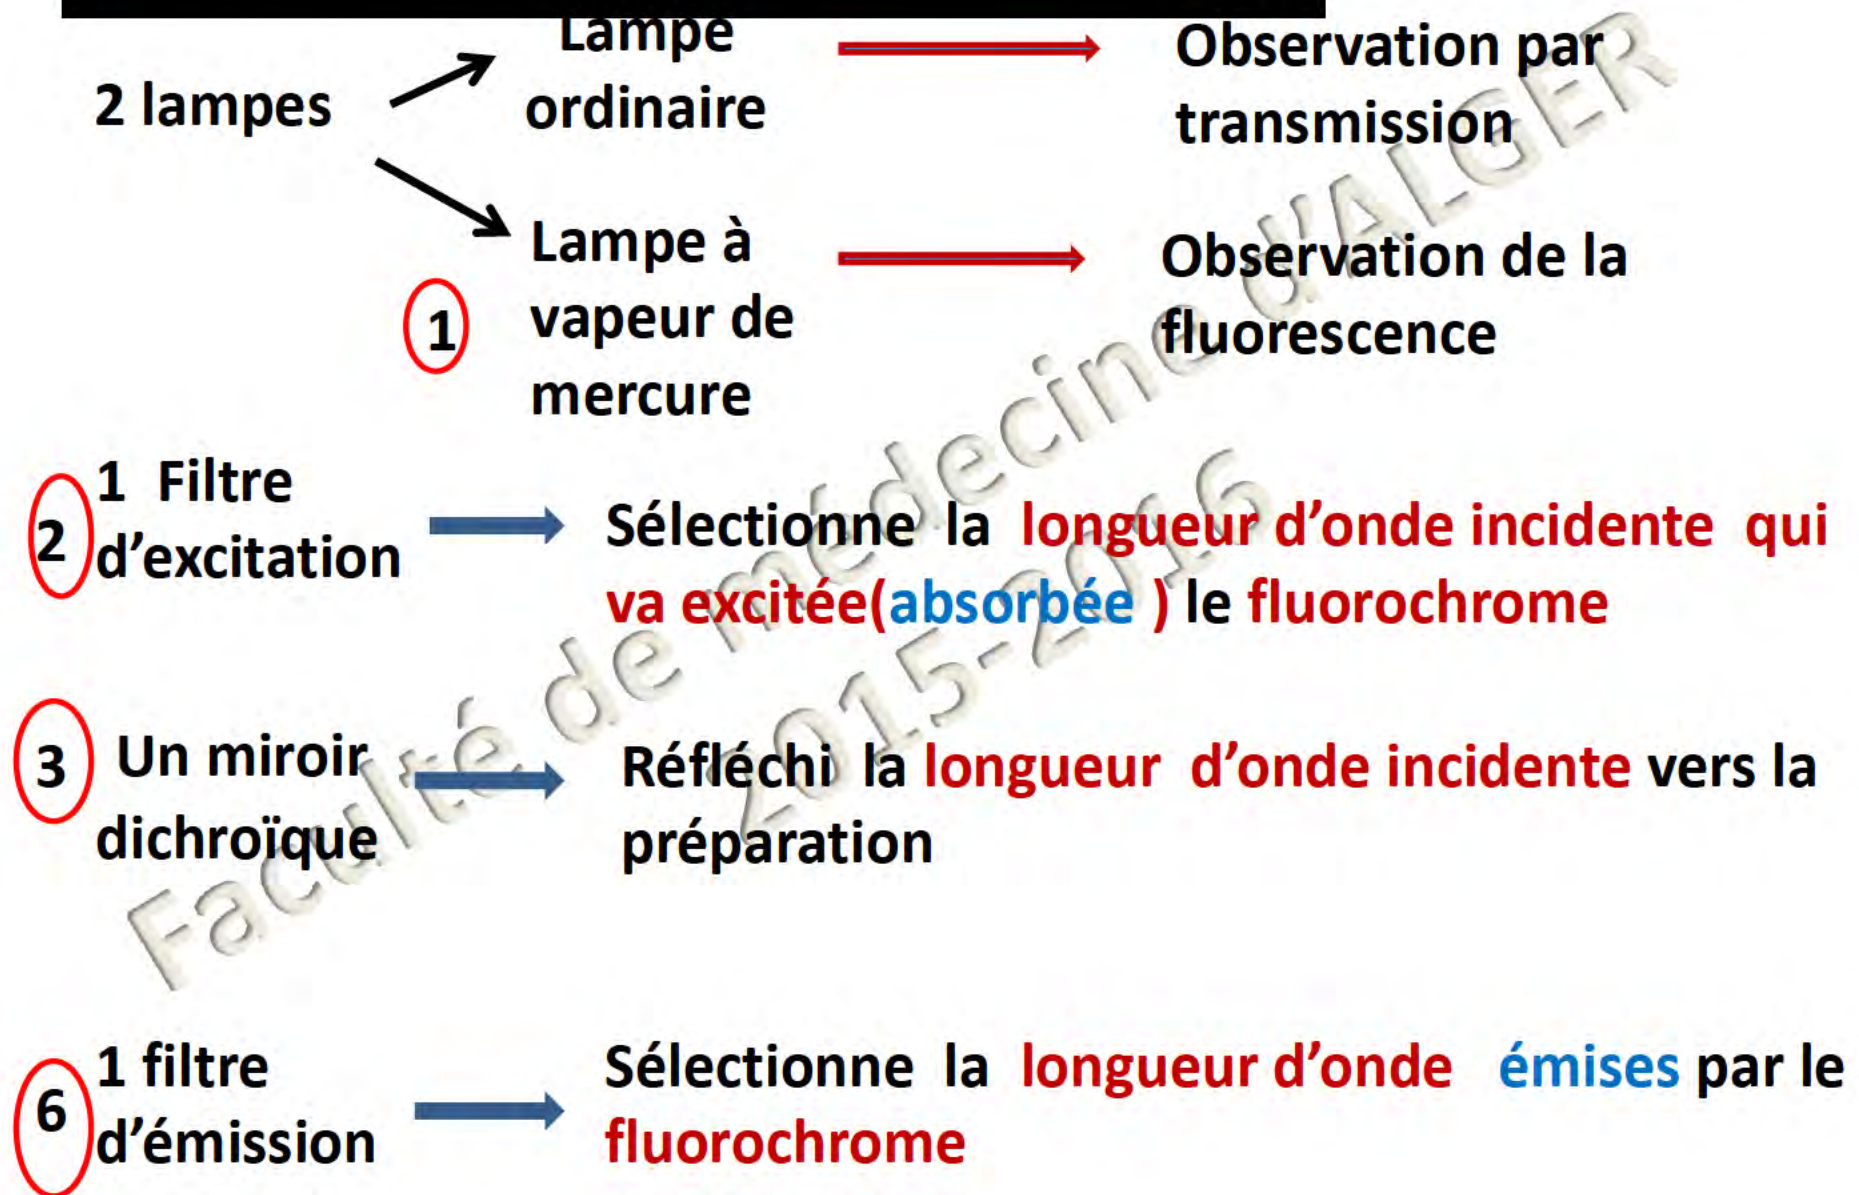 Lampe
ordinaire
2 lampes
Observation par
transmission
Lampe à
vapeur de
mercure
1
Observation de la
fluorescence
2
1 Filtre
d'excitation
Sélectionne la longueur d'onde incidente qui
va excitée(absorbée ) le fluorochrome
3
Un miroir
dichroïque
Réfléchi la longueur d'onde incidente vers la
préparation
6
1 filtre
d'émission
Sélectionne la longueur d'onde émises par le
fluorochrome
Faculté de médecine d'ALGER
2015-2016